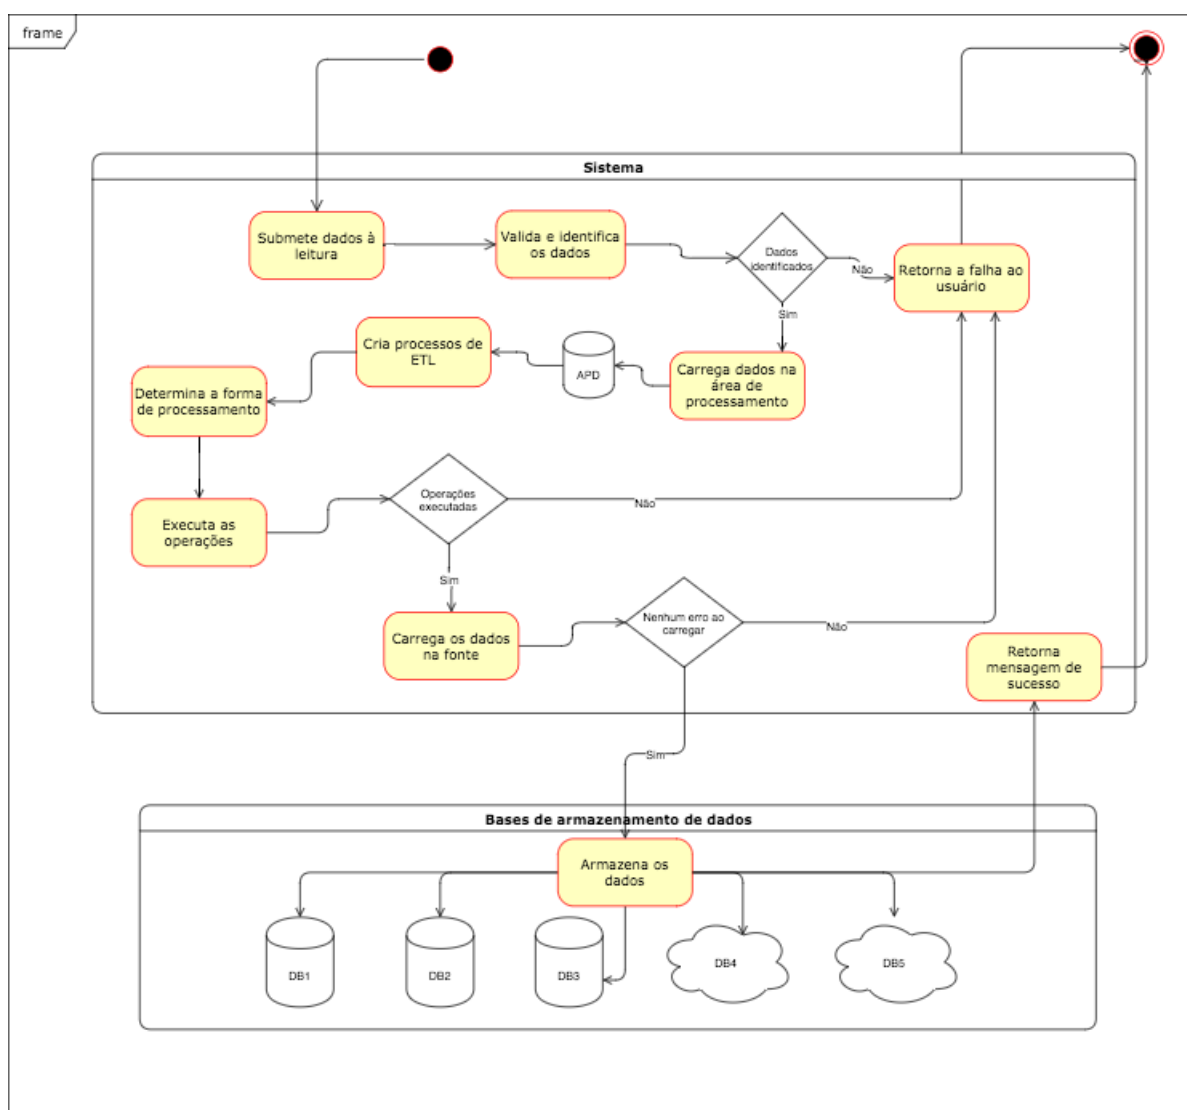 frame
Sistema
Submete dados à
leitura
Valida e identifica
os dados
Dados
identificados
Não
Retorna a falha ao
usuário
Sim
Cria processos de
ETL
APD
Carrega dados na
área de
processamento
Determina a forma
de processamento
Executa as
operações
Operações
executadas
Não
Sim
Carrega os dados
na fonte
Nenhum erro ao
carregar
Não
Retorna
mensagem de
sucesso
Sim
Bases de armazenamento de dados
Armazena os
dados
DB1
DB2
DB3
DB4
DB5